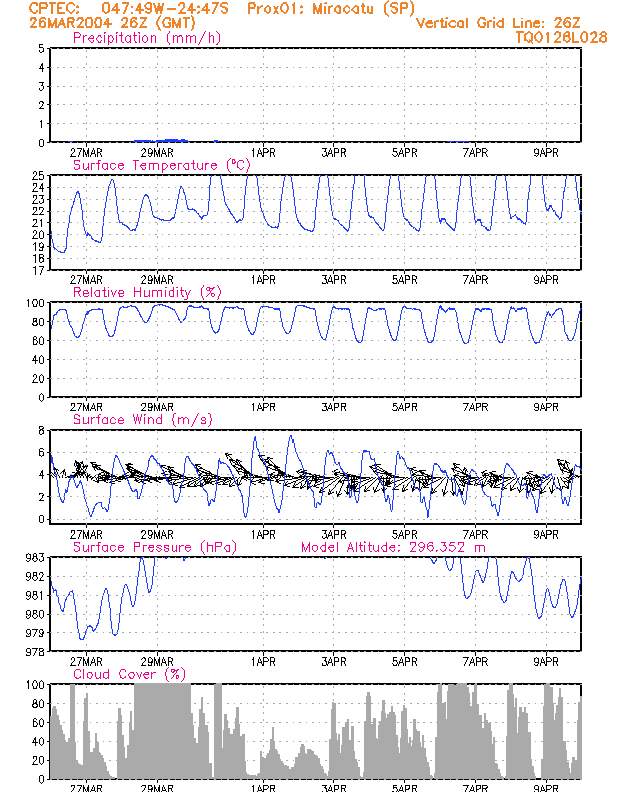 CPTEC: 047:49W-24:47S Prox01: Miracatu (SP)
26MAR2004 26Z (GMT) Vertical Grid Line: 26Z
Precipitation (mm/h) TQ0126L028
5
4
3
2
1
0
27MAR 29MAR 1APR 3APR 5APR 7APR 9APR
Surface Temperature (°C)
25
24
23
22
21
20
19
18
17
27MAR 29MAR 1APR 3APR 5APR 7APR 9APR
Relative Humidity (%)
100
80
60
40
20
0
27MAR 29MAR 1APR 3APR 5APR 7APR 9APR
Surface Wind (m/s)
8
6
4
2
0
27MAR 29MAR 1APR 3APR 5APR 7APR 9APR
Surface Pressure (hPa) Model Altitude: 296.352 m
983
982
981
980
979
978
27MAR 29MAR 1APR 3APR 5APR 7APR 9APR
Cloud Cover (%)
100
80
60
40
20
0
27MAR 29MAR 1APR 3APR 5APR 7APR 9APR